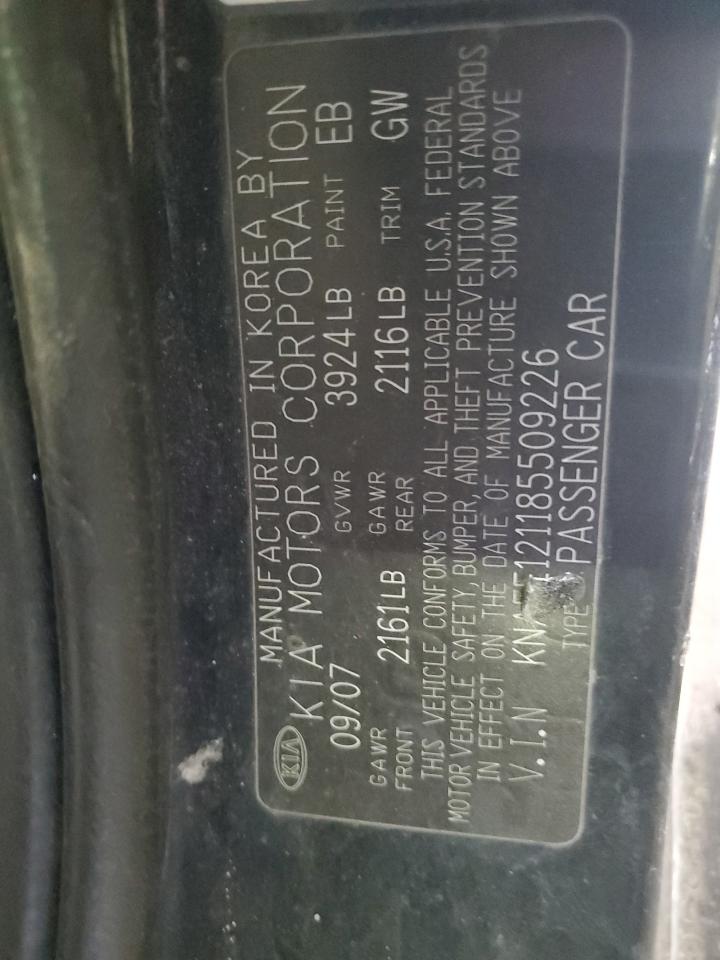 KIA
MANUFACTURED IN KOREA BY
KIA MOTORS CORPORATION
09/07 GVWR 3924LB PAINT EB
GAWR FRONT 2161LB GAWR REAR 2116LB TRIM GW
THIS VEHICLE CONFORMS TO ALL APPLICABLE U.S.A. FEDERAL
MOTOR VEHICLE SAFETY, BUMPER, AND THEFT PREVENTION STANDARDS
IN EFFECT ON THE DATE OF MANUFACTURE SHOWN ABOVE
V.I.N
TYPE PASSENGER CAR